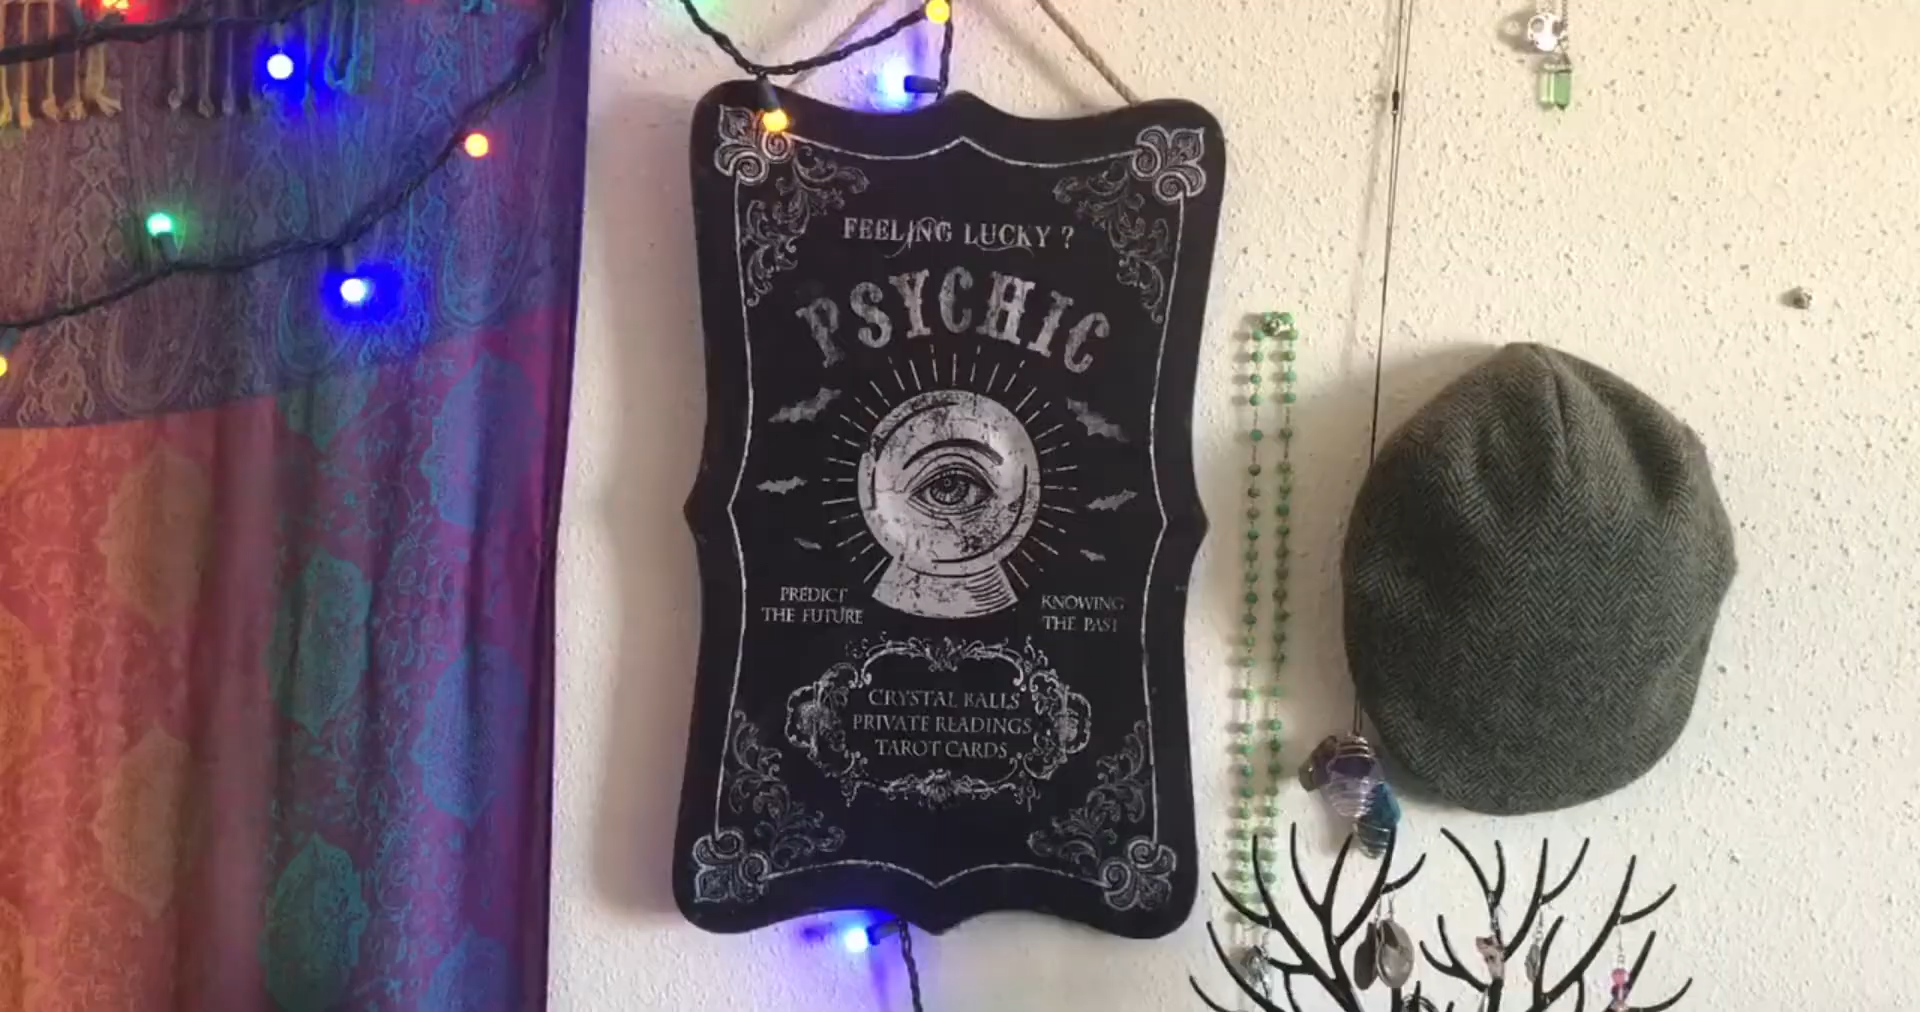 FEELING LUCKY ?
PSYCHIC
PREDICT
THE FUTURE
KNOWING
THE PAST
CRYSTAL BALLS
PRIVATE READINGS
TAROT CARDS